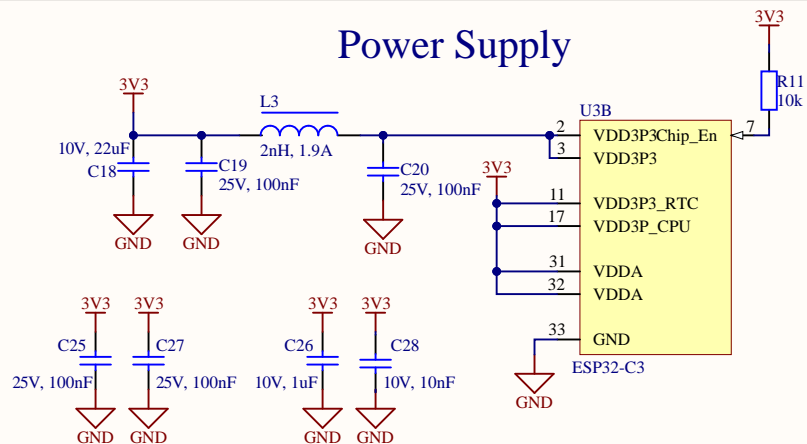 Power Supply
3V3
R11
10k
3V3
L3
2nH, 1.9A
10V, 22uF
C18
C19
25V, 100nF
C20
25V, 100nF
GND
GND
GND
U3B
2
VDD3P3
Chip_En
7
3
VDD3P3
3V3
11
VDD3P3_RTC
17
VDD3P_CPU
31
VDDA
32
VDDA
33
GND
ESP32-C3
GND
3V3
C25
25V, 100nF
GND
3V3
C27
25V, 100nF
GND
3V3
C26
10V, 1uF
GND
3V3
C28
10V, 10nF
GND